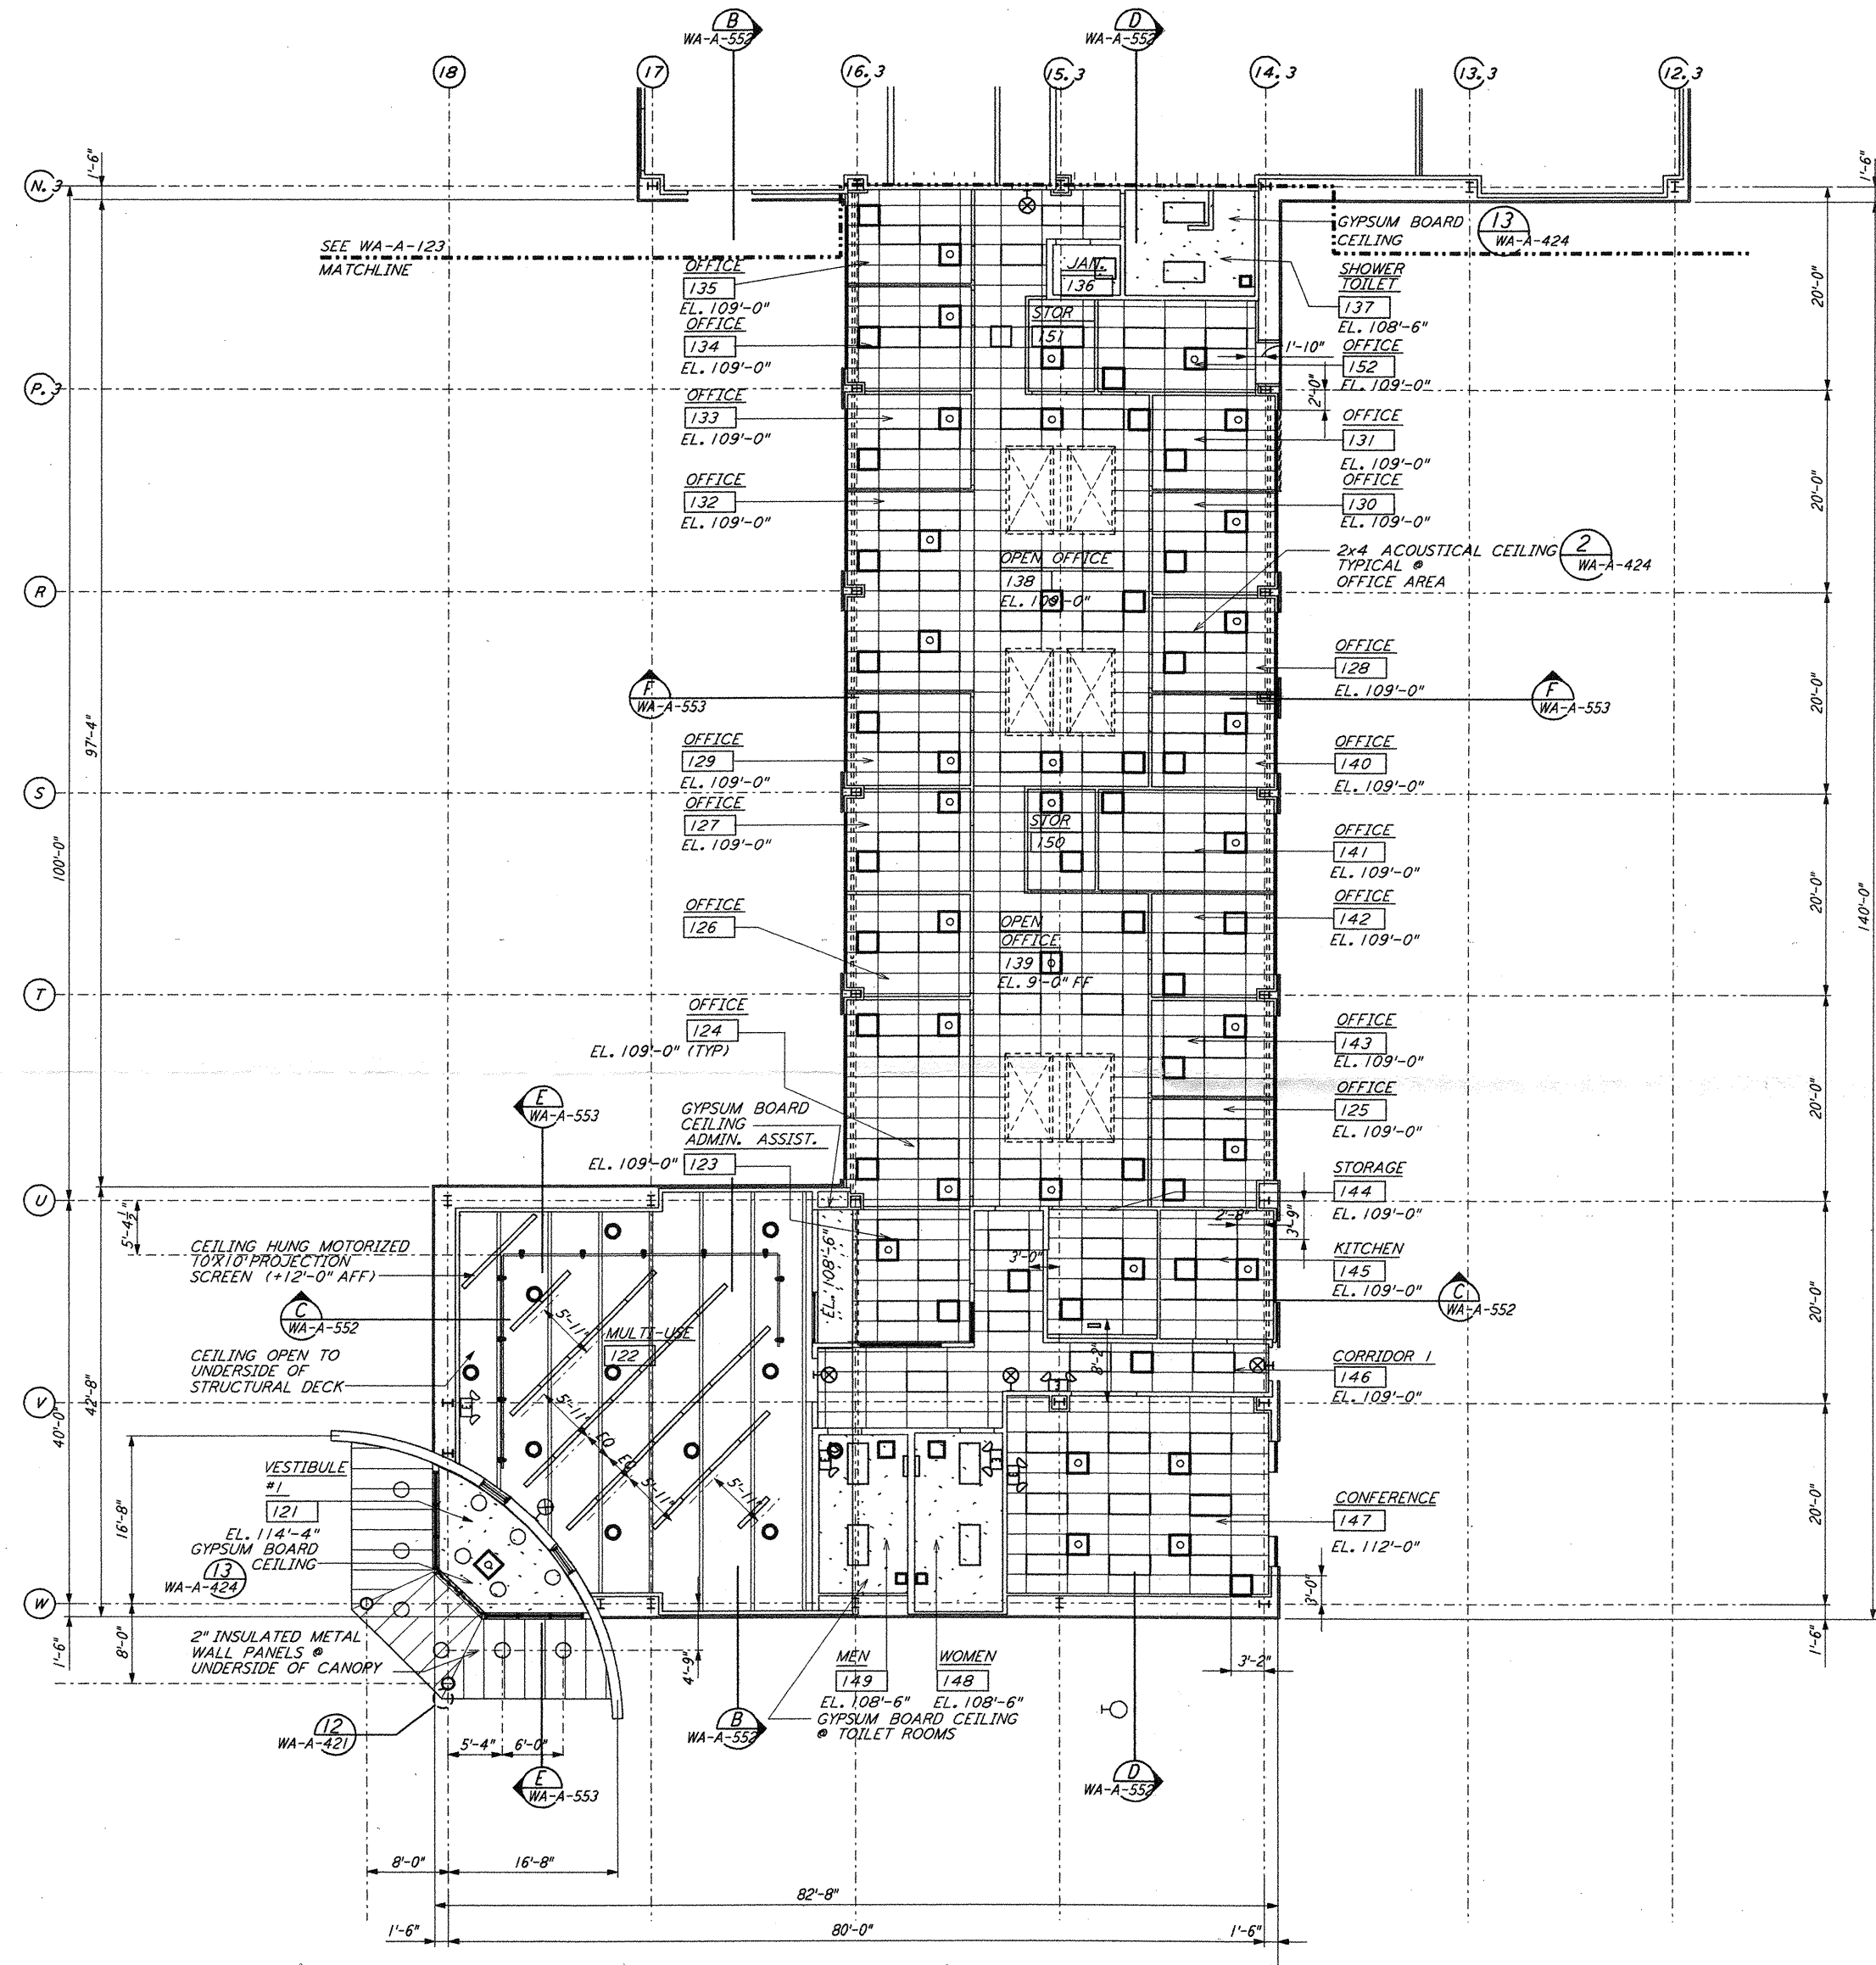 B
WA-A-552
D
WA-A-552
18
17
16.3
15.3
14.3
13.3
12.3
N.3
1'-6"
1'-6"
SEE WA-A-123
MATCHLINE
GYPSUM BOARD
CEILING
13
WA-A-424
OFFICE
135
EL. 109'-0"
JAN.
136
SHOWER
TOILET
137
EL. 108'-6"
20'-0"
OFFICE
134
EL. 109'-0"
STOR
151
1'-10"
OFFICE
152
EL. 109'-0"
P.3
2'-0"
OFFICE
133
EL. 109'-0"
OFFICE
131
EL. 109'-0"
20'-0"
OFFICE
132
EL. 109'-0"
OFFICE
130
EL. 109'-0"
2x4 ACOUSTICAL CEILING
TYPICAL @
OFFICE AREA
2
WA-A-424
OPEN OFFICE
138
EL. 109'-0"
R
OFFICE
128
EL. 109'-0"
20'-0"
F
WA-A-553
F
WA-A-553
97'-4"
OFFICE
129
EL. 109'-0"
OFFICE
140
EL. 109'-0"
S
OFFICE
127
EL. 109'-0"
STOR
150
OFFICE
141
EL. 109'-0"
100'-0"
20'-0"
140'-0"
OFFICE
126
OPEN
OFFICE
139
EL. 9'-0" FF
OFFICE
142
EL. 109'-0"
T
OFFICE
124
EL. 109'-0" (TYP)
OFFICE
143
EL. 109'-0"
20'-0"
E
WA-A-553
GYPSUM BOARD
CEILING
ADMIN. ASSIST.
EL. 109'-0" 123
OFFICE
125
EL. 109'-0"
STORAGE
144
EL. 109'-0"
U
5'-4 1/2"
2'-8"
3'-9"
CEILING HUNG MOTORIZED
10'X10' PROJECTION
SCREEN (+12'-0" AFF)
EL. 108'-6"
3'-0"
KITCHEN
145
EL. 109'-0"
20'-0"
C
WA-A-552
C
WA-A-552
5'-11"
MULTI-USE
122
CEILING OPEN TO
UNDERSIDE OF
STRUCTURAL DECK
8'-2"
CORRIDOR 1
146
EL. 109'-0"
V
40'-0"
42'-8"
5'-11"
EQ
EQ
5'-11"
5'-11"
16'-8"
VESTIBULE
#1
121
EL. 114'-4"
GYPSUM BOARD
CEILING
13
WA-A-424
CONFERENCE
147
EL. 112'-0"
20'-0"
W
3'-0"
1'-6"
8'-0"
2" INSULATED METAL
WALL PANELS @
UNDERSIDE OF CANOPY
4'-9"
MEN
149
EL. 108'-6"
WOMEN
148
EL. 108'-6"
GYPSUM BOARD CEILING
@ TOILET ROOMS
3'-2"
1'-6"
12
WA-A-421
5'-4"
6'-0"
B
WA-A-552
E
WA-A-553
D
WA-A-552
8'-0"
16'-8"
82'-8"
1'-6"
80'-0"
1'-6"